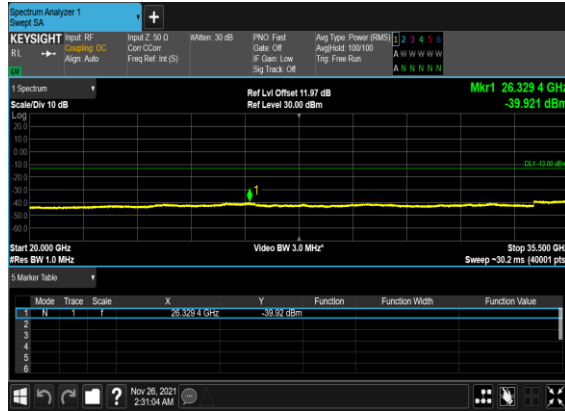 Spectrum Analyzer 1
Swept SA
+
KEYSIGHT Input: RF Input Z: 50 Ω #Atten: 30 dB PNO: Fast Avg Type: Power (RMS) 1 2 3 4 5 6
RL Coupling: DC Corr CCorr Gate: Off Avg|Hold: 100/100 A W W W W W
Align: Auto Freq Ref: Int (S) IF Gain: Low Trig: Free Run
LXI Sig Track: Off A N N N N N
1 Spectrum Ref Lvl Offset 11.97 dB Mkr1 26.329 4 GHz
Scale/Div 10 dB Ref Level 30.00 dBm -39.921 dBm
Log
20.0
10.0
0.00
-10.0 DL1 -13.00 dBm
-20.0
-30.0 1
-40.0
-50.0
-60.0
Start 20.000 GHz Video BW 3.0 MHz* Stop 35.500 GHz
#Res BW 1.0 MHz Sweep ~30.2 ms (40001 pts)
5 Marker Table
Mode Trace Scale X Y Function Function Width Function Value
1 N 1 f 26.329 4 GHz -39.92 dBm
2
3
4
5
6
? Nov 26, 2021
2:31:04 AM